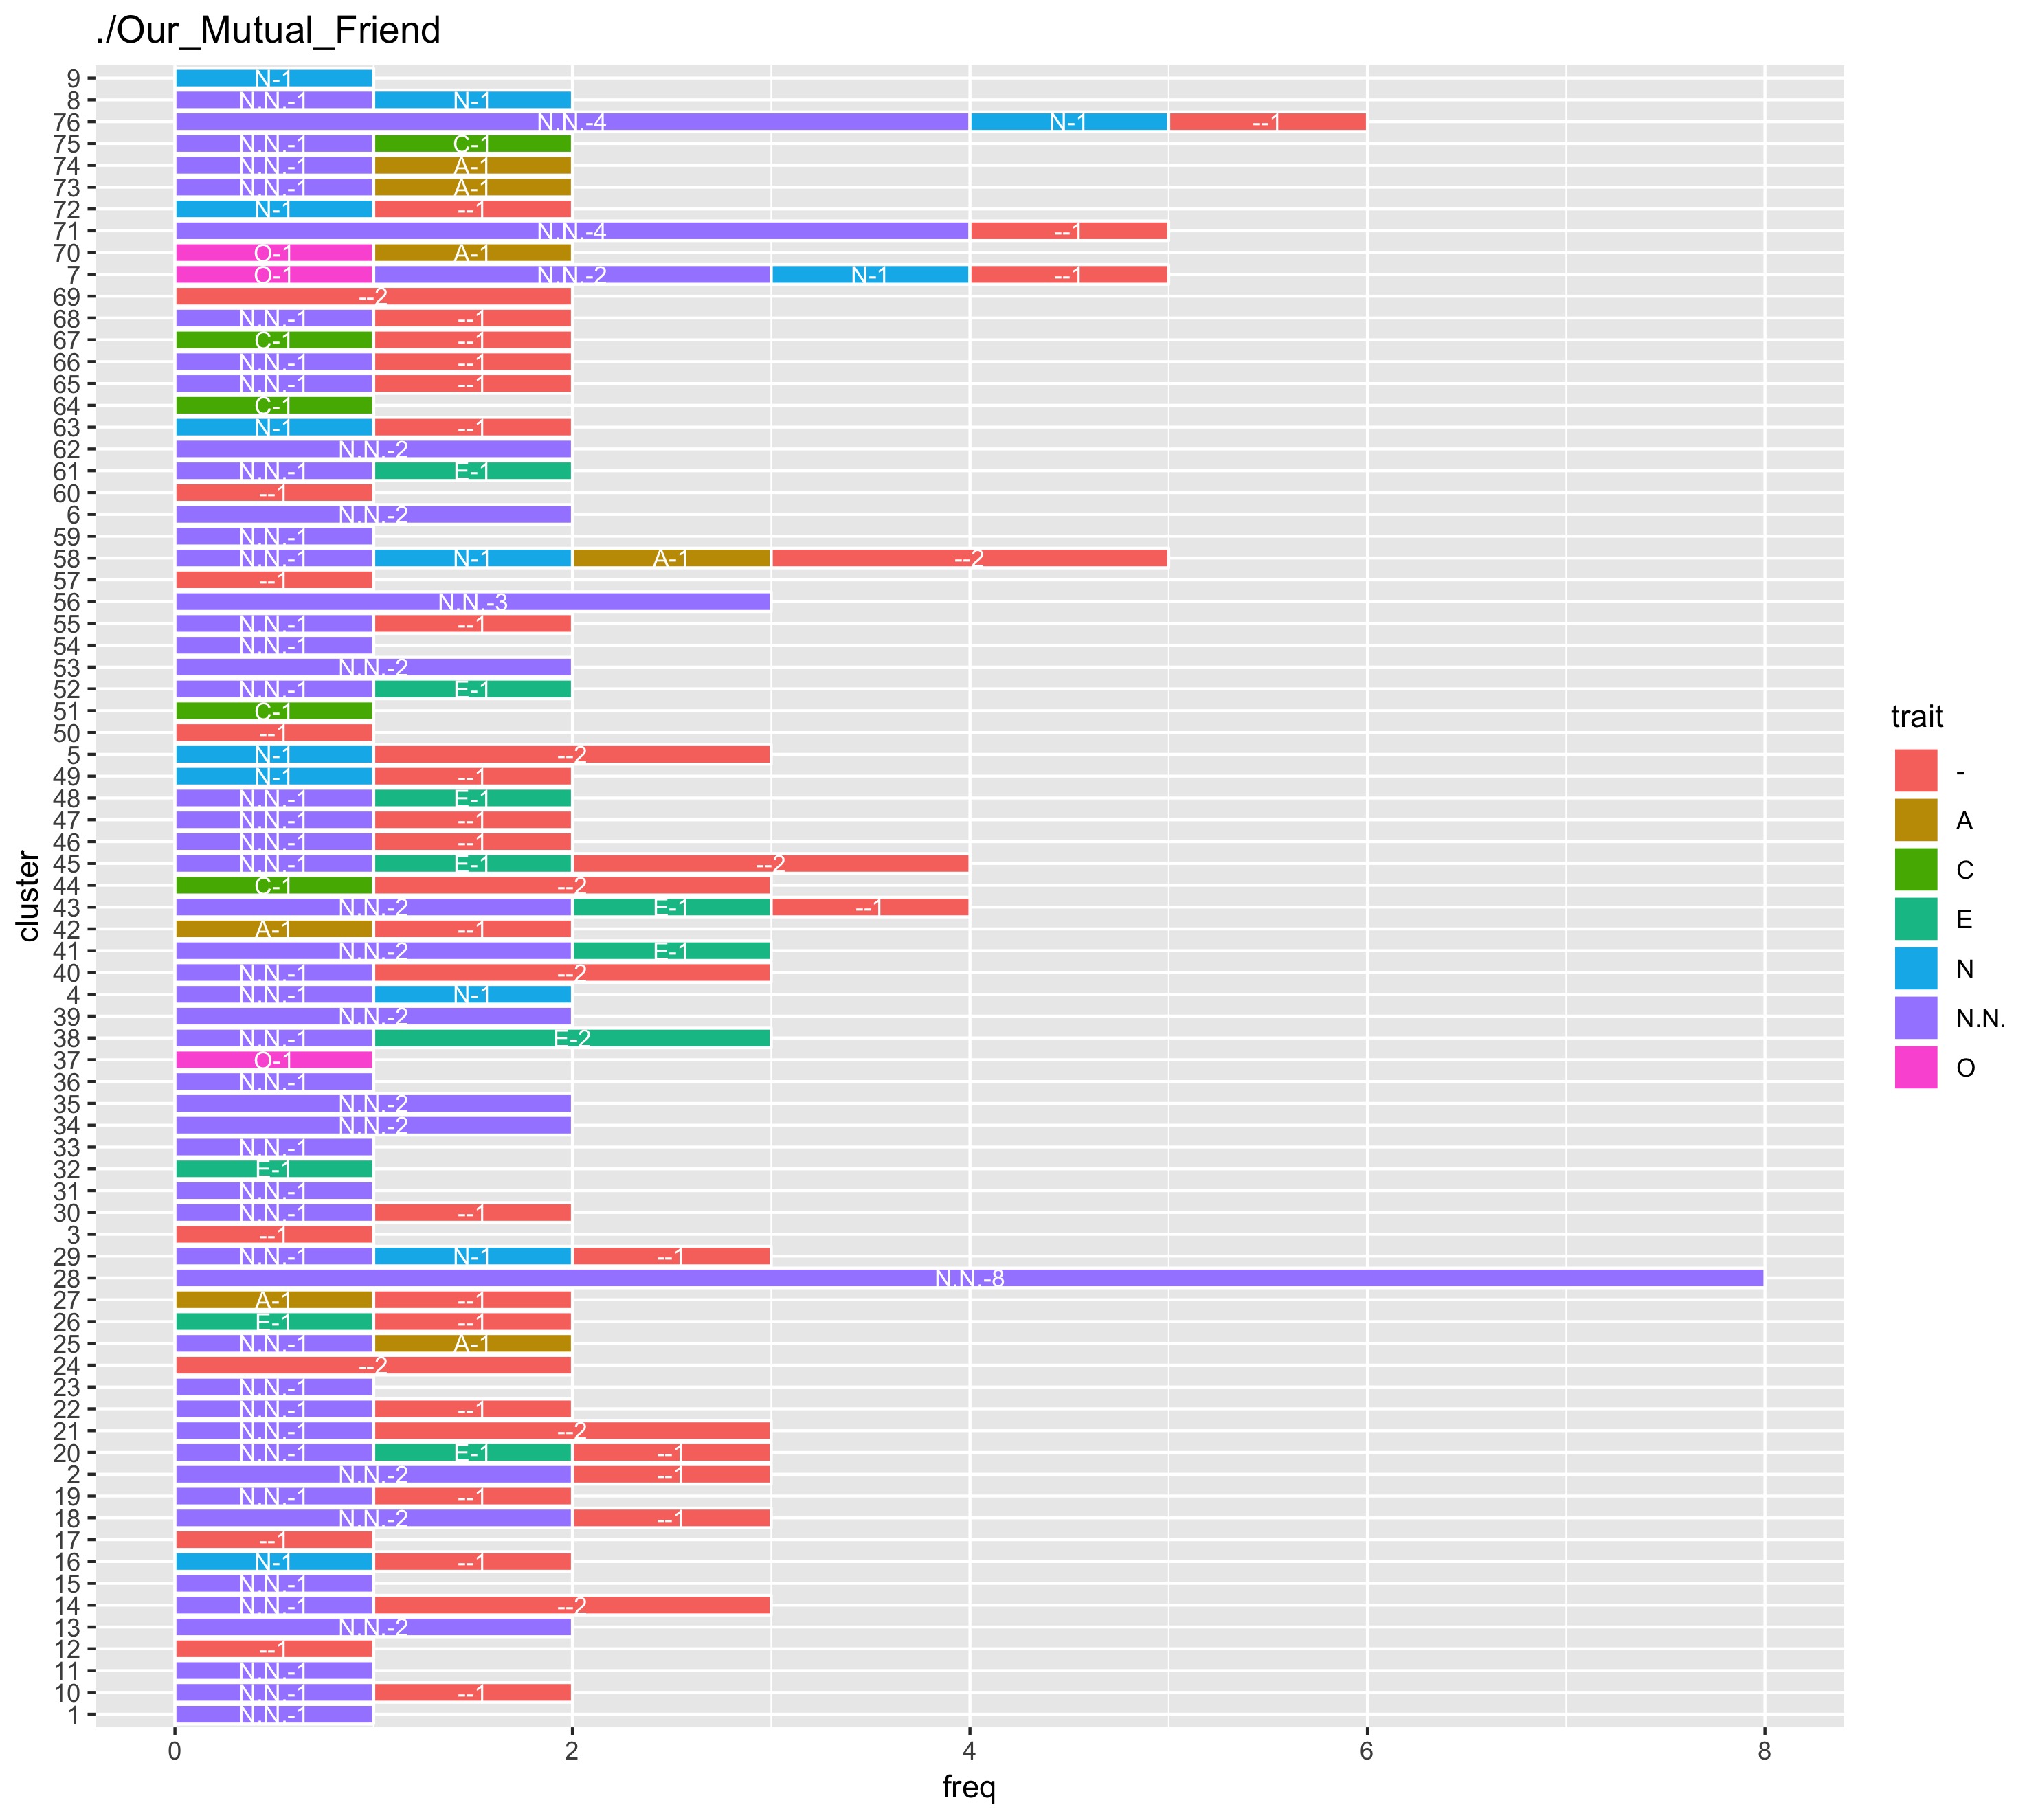 ./Our_Mutual_Friend
9 N-1
8 N.N.-1 N-1
76 N.N.-4 N-1 --1
75 N.N.-1 C-1
74 N.N.-1 A-1
73 N.N.-1 A-1
72 N-1 --1
71 N.N.-4 --1
70 O-1 A-1
7 O-1 N.N.-2 N-1 --1
69 --2
68 N.N.-1 --1
67 C-1 --1
66 N.N.-1 --1
65 N.N.-1 --1
64 C-1
63 N-1 --1
62 N.N.-2
61 N.N.-1 E-1
60 --1
6 N.N.-2
59 N.N.-1
58 N.N.-1 N-1 A-1 --2
57 --1
56 N.N.-3
55 N.N.-1 --1
54 N.N.-1
53 N.N.-2
52 N.N.-1 E-1
51 C-1
50 --1
5 N-1 --2
49 N-1 --1
48 N.N.-1 E-1
47 N.N.-1 --1
46 N.N.-1 --1
45 N.N.-1 E-1 --2
44 C-1 --2
43 N.N.-2 E-1 --1
42 A-1 --1
41 N.N.-2 E-1
40 N.N.-1 --2
4 N.N.-1 N-1
39 N.N.-2
38 N.N.-1 E-2
37 O-1
36 N.N.-1
35 N.N.-2
34 N.N.-2
33 N.N.-1
32 E-1
31 N.N.-1
30 N.N.-1 --1
3 --1
29 N.N.-1 N-1 --1
28 N.N.-8
27 A-1 --1
26 E-1 --1
25 N.N.-1 A-1
24 --2
23 N.N.-1
22 N.N.-1 --1
21 N.N.-1 --2
20 N.N.-1 E-1 --1
2 N.N.-2 --1
19 N.N.-1 --1
18 N.N.-2 --1
17 --1
16 N-1 --1
15 N.N.-1
14 N.N.-1 --2
13 N.N.-2
12 --1
11 N.N.-1
10 N.N.-1 --1
1 N.N.-1
0 2 4 6 8
freq
cluster
trait
-
A
C
E
N
N.N.
O